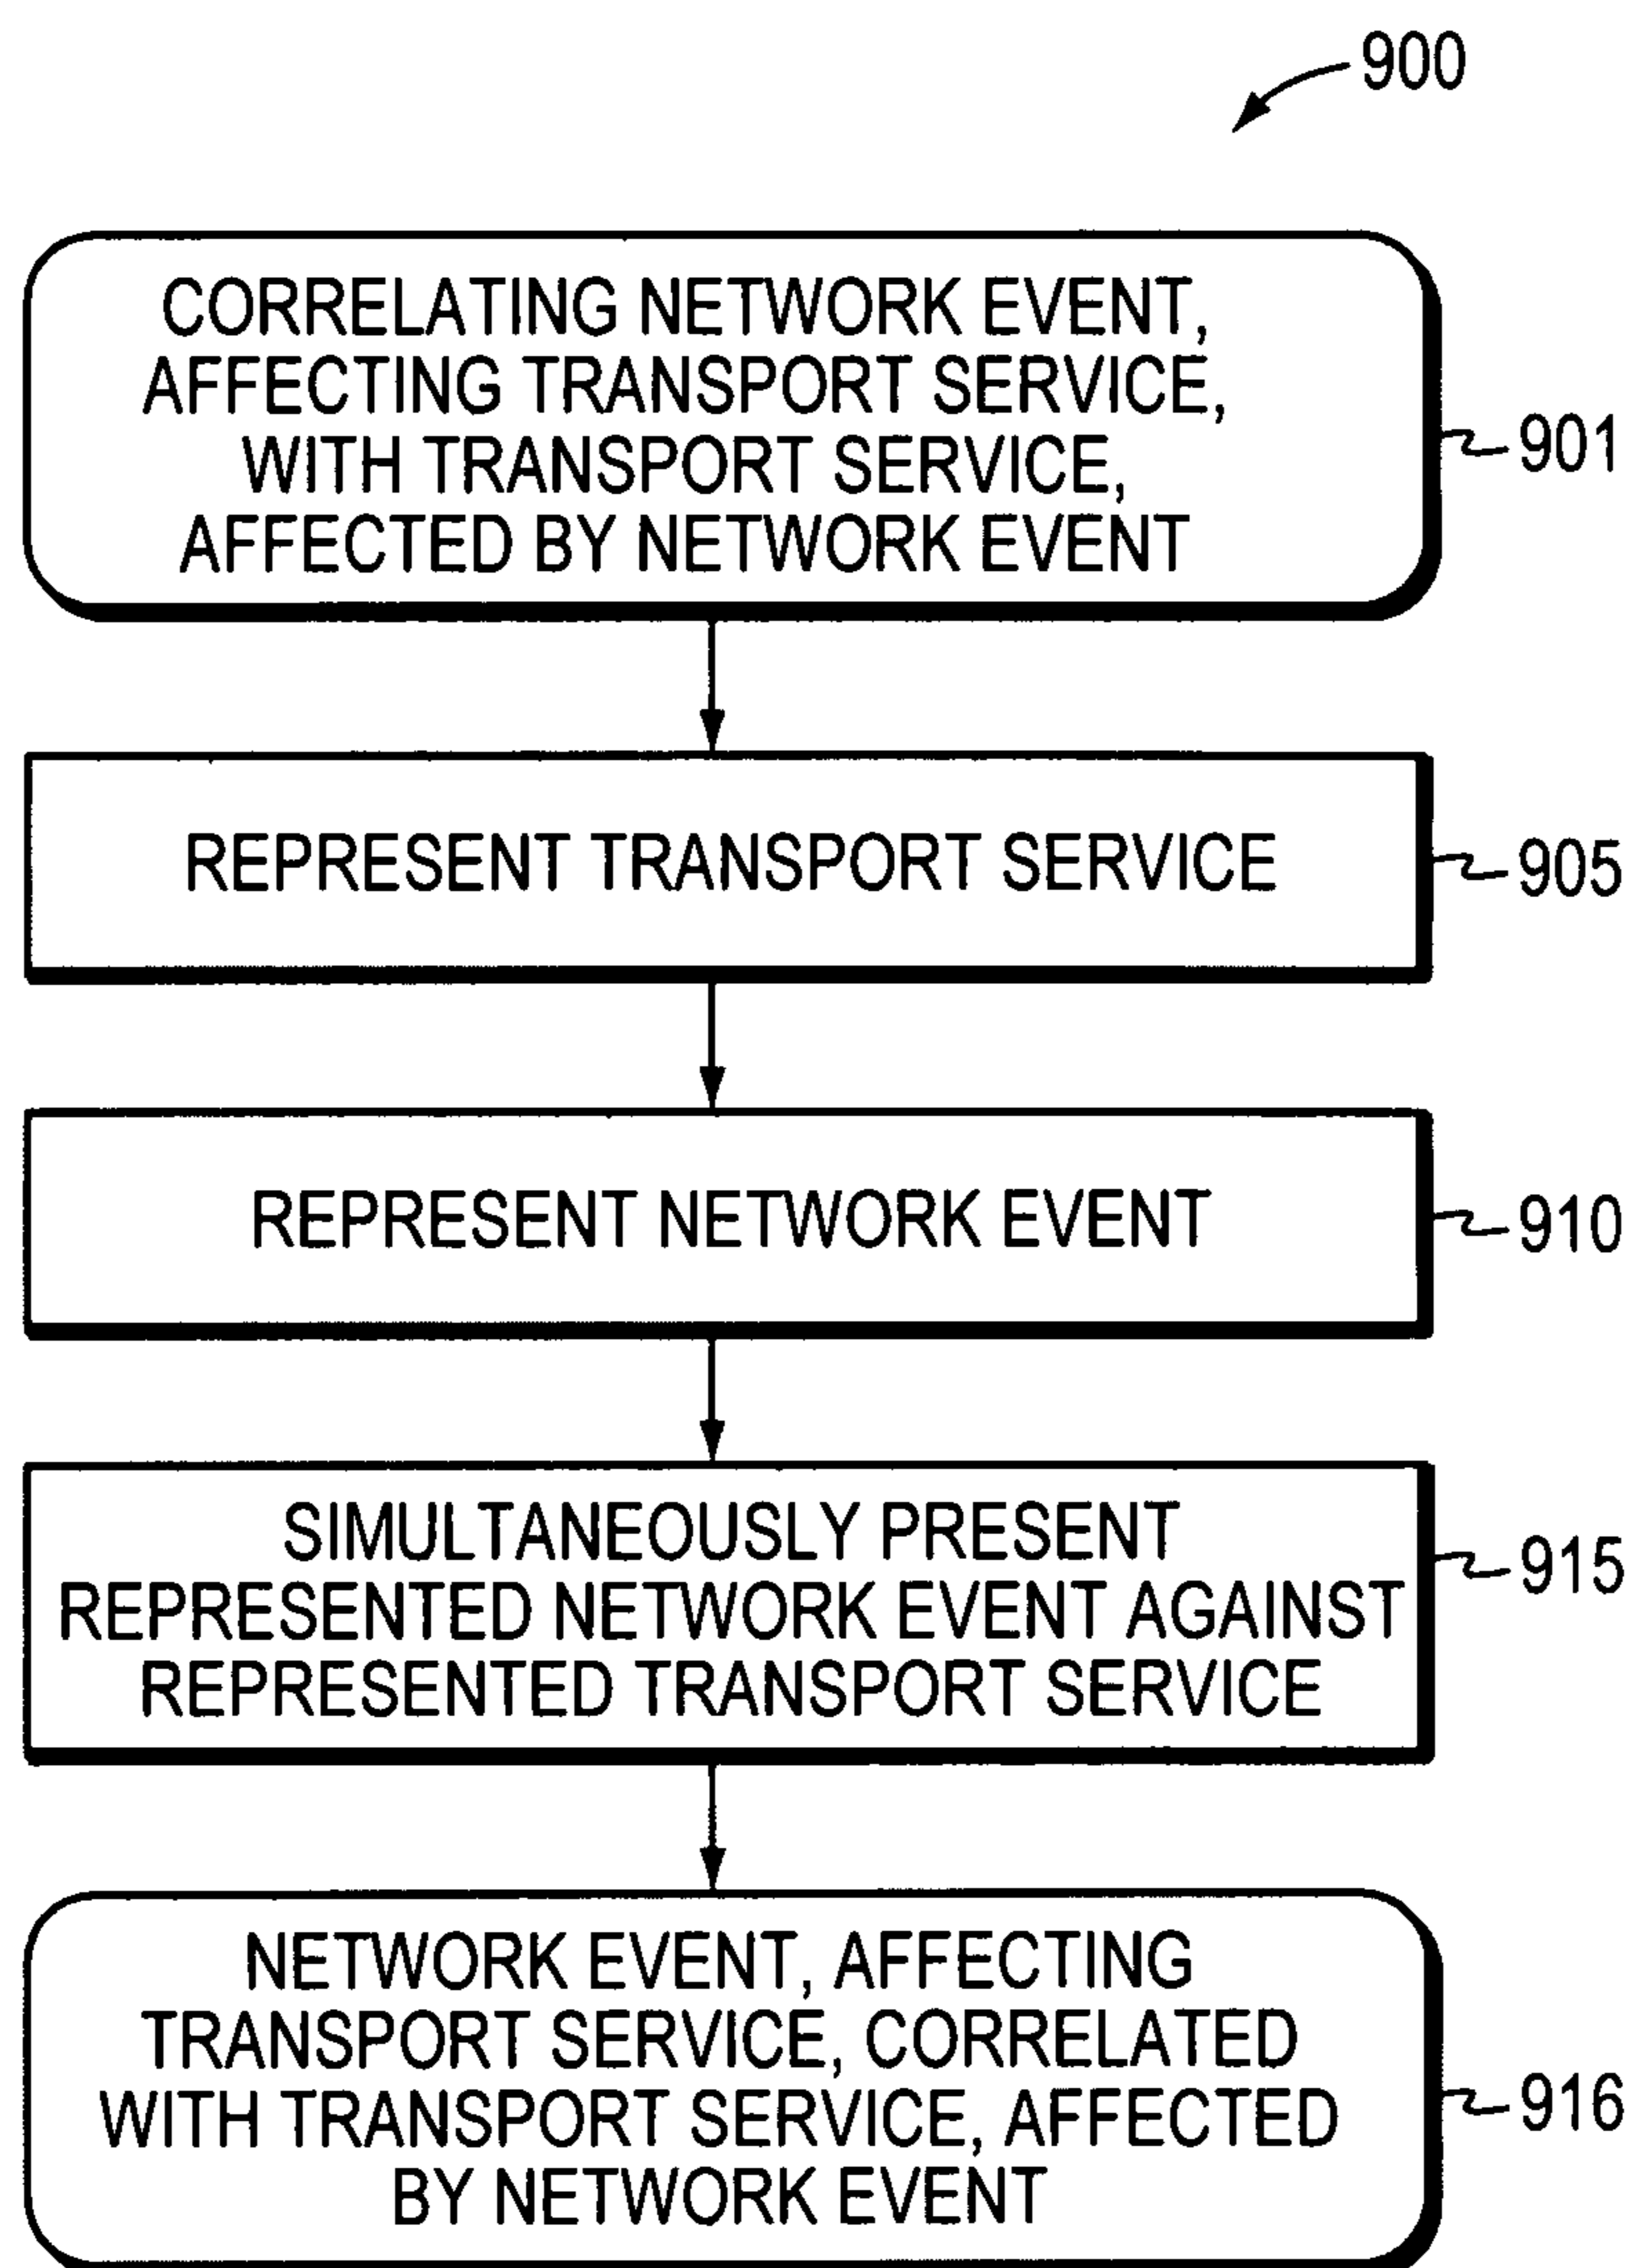 900
CORRELATING NETWORK EVENT,
AFFECTING TRANSPORT SERVICE,
WITH TRANSPORT SERVICE,
AFFECTED BY NETWORK EVENT
901
REPRESENT TRANSPORT SERVICE
905
REPRESENT NETWORK EVENT
910
SIMULTANEOUSLY PRESENT
REPRESENTED NETWORK EVENT AGAINST
REPRESENTED TRANSPORT SERVICE
915
NETWORK EVENT, AFFECTING
TRANSPORT SERVICE, CORRELATED
WITH TRANSPORT SERVICE, AFFECTED
BY NETWORK EVENT
916